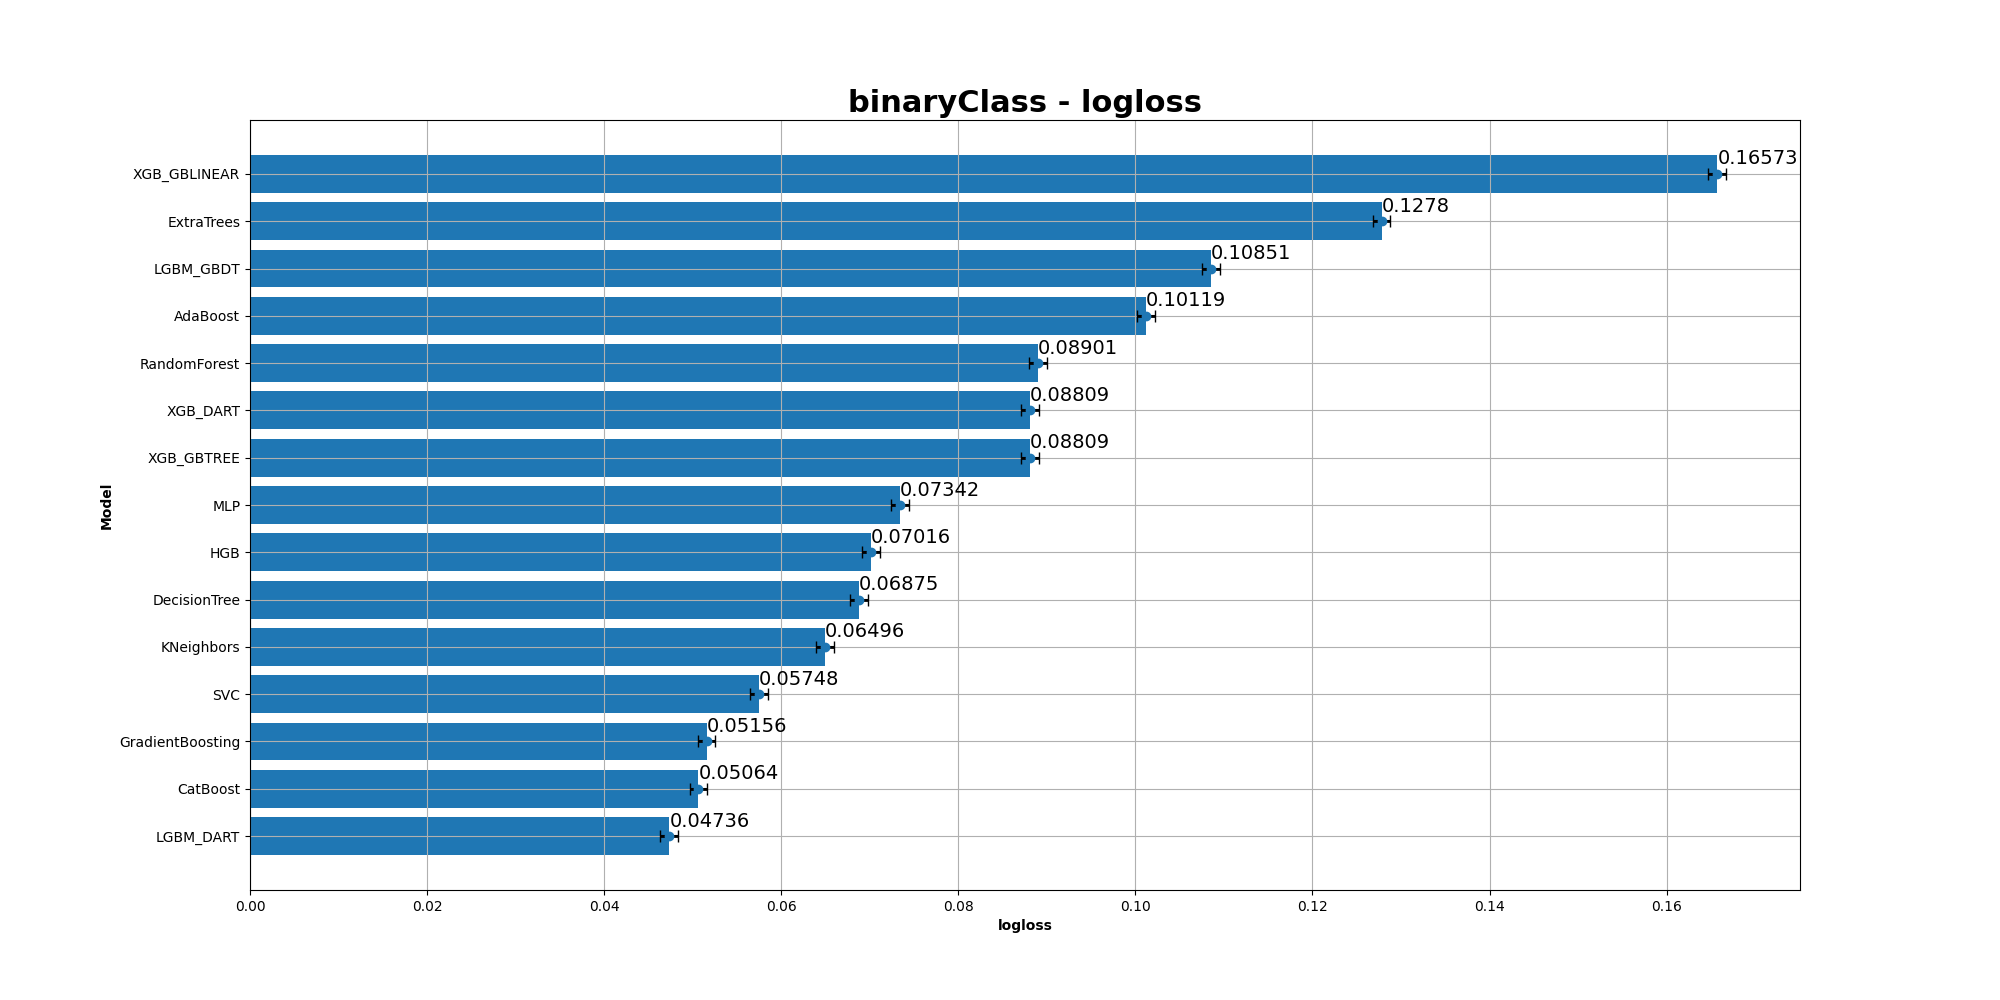 binaryClass - logloss
XGB_GBLINEAR 0.16573
ExtraTrees 0.1278
LGBM_GBDT 0.10851
AdaBoost 0.10119
RandomForest 0.08901
XGB_DART 0.08809
XGB_GBTREE 0.08809
MLP 0.07342
HGB 0.07016
DecisionTree 0.06875
KNeighbors 0.06496
SVC 0.05748
GradientBoosting 0.05156
CatBoost 0.05064
LGBM_DART 0.04736
Model
0.00 0.02 0.04 0.06 0.08 0.10 0.12 0.14 0.16
logloss